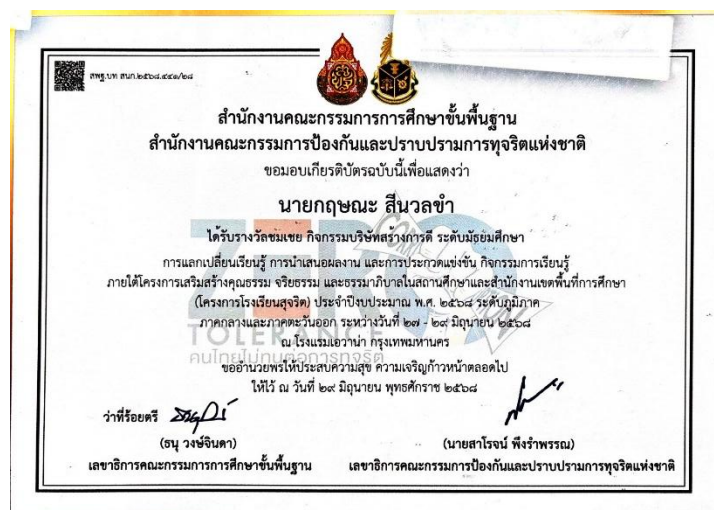 สำนักงานคณะกรรมการการศึกษาขั้นพื้นฐาน
สำนักงานคณะกรรมการป้องกันและปราบปรามการทุจริตแห่งชาติ
ขอมอบเกียรติบัตรฉบับนี้เพื่อแสดงว่า
นายกฤษณะ สีนวลขำ
ได้รับรางวัลชมเชย กิจกรรมบริษัทสร้างการดี ระดับมัธยมศึกษา
การแลกเปลี่ยนเรียนรู้ การนำเสนอผลงาน และการประกวดแข่งขัน กิจกรรมการเรียนรู้
ภายใต้โครงการเสริมสร้างคุณธรรม จริยธรรม และธรรมาภิบาลในสถานศึกษาและสำนักงานเขตพื้นที่การศึกษา
(โครงการโรงเรียนสุจริต) ประจำปีงบประมาณ พ.ศ. ๒๕๖๘ ระดับภูมิภาค
ภาคกลางและภาคตะวันออก ระหว่างวันที่ ๒๗ - ๒๙ มิถุนายน ๒๕๖๘
ณ โรงแรมเอวาน่า กรุงเทพมหานคร
ZERO
TOLERANCE
คนไทยไม่ทนต่อการทุจริต
ขออำนวยพรให้ประสบความสุข ความเจริญก้าวหน้าตลอดไป
ให้ไว้ ณ วันที่ ๒๙ มิถุนายน พุทธศักราช ๒๕๖๘
ว่าที่ร้อยตรี
(ธนุ วงษ์จินดา)
เลขาธิการคณะกรรมการการศึกษาขั้นพื้นฐาน
(นายสาโรจน์ พึงรำพรรณ)
เลขาธิการคณะกรรมการป้องกันและปราบปรามการทุจริตแห่งชาติ